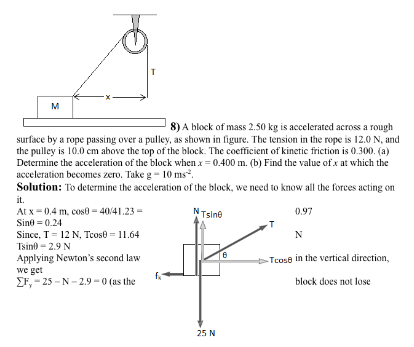 T
x
M
8) A block of mass 2.50 kg is accelerated across a rough
surface by a rope passing over a pulley, as shown in figure. The tension in the rope is 12.0 N, and
the pulley is 10.0 cm above the top of the block. The coefficient of kinetic friction is 0.300. (a)
Determine the acceleration of the block when x = 0.400 m. (b) Find the value of x at which the
acceleration becomes zero. Take g = 10 ms⁻².
Solution: To determine the acceleration of the block, we need to know all the forces acting on
it.
At x = 0.4 m, cosθ = 40/41.23 = 0.97
Sinθ = 0.24
Since, T = 12 N, Tcosθ = 11.64 N
Tsinθ = 2.9 N
Applying Newton's second law in the vertical direction,
we get
∑Fy = 25 – N – 2.9 = 0 (as the block does not lose
N
Tsinθ
T
θ
Tcosθ
fk
25 N